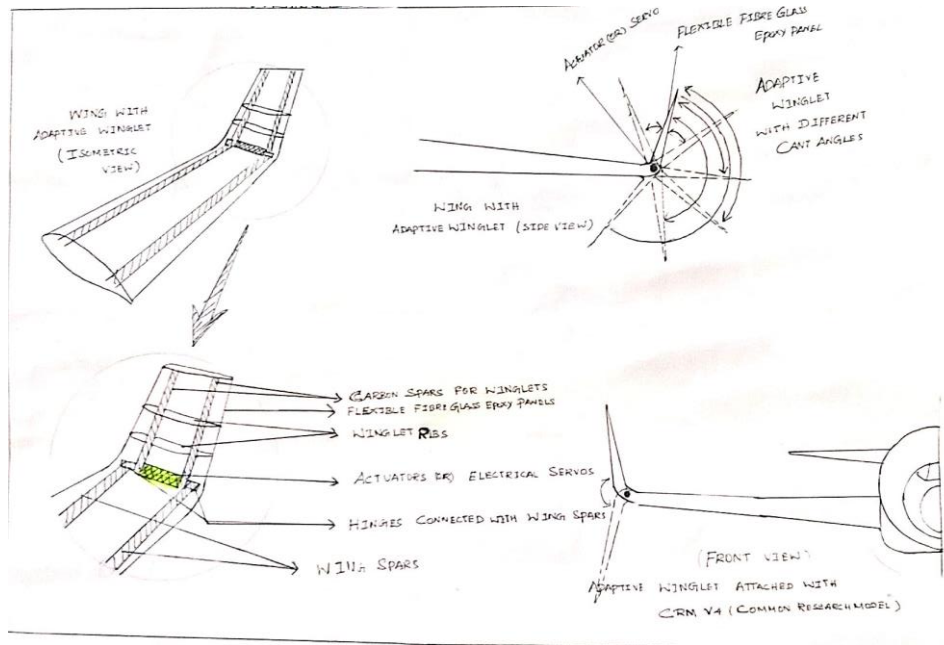 WING WITH
ADAPTIVE WINGLET
(ISOMETRIC
VIEW)
ACTUATOR (OR) SERVO
FLEXIBLE FIBRE GLASS
EPOXY PANEL
ADAPTIVE
WINGLET
WITH DIFFERENT
CANT ANGLES
WING WITH
ADAPTIVE WINGLET (SIDE VIEW)
CARBON SPARS FOR WINGLETS
FLEXIBLE FIBRE GLASS EPOXY PANELS
WINGLET RIBS
ACTUATORS (OR) ELECTRICAL SERVOS
HINGES CONNECTED WITH WING SPARS
WING SPARS
(FRONT VIEW)
ADAPTIVE WINGLET ATTACHED WITH
CRM V4 (COMMON RESEARCH MODEL)